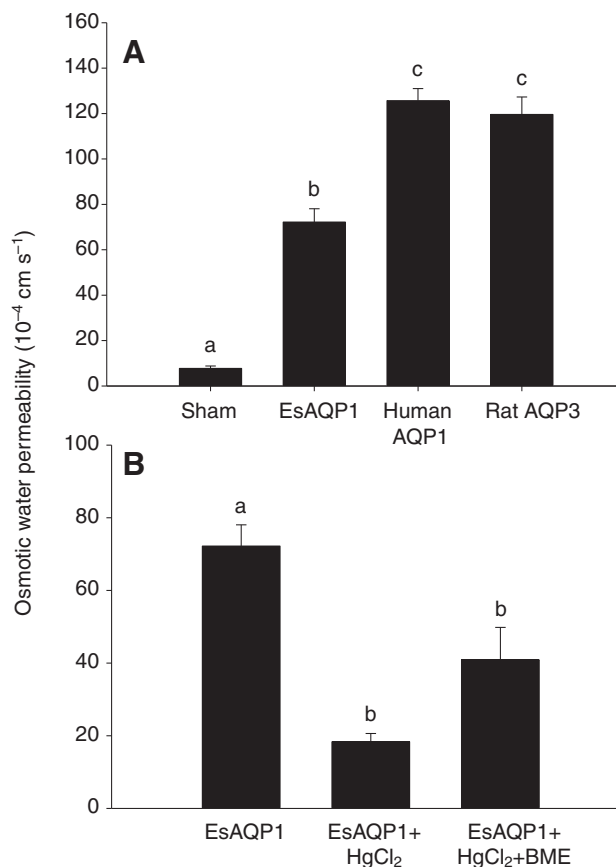 Osmotic water permeability (10⁻⁴ cm s⁻¹)
A
160
140
120
100
80
60
40
20
0
a
b
c
c
Sham
EsAQP1
Human
AQP1
Rat AQP3
B
100
80
60
40
20
0
a
b
b
EsAQP1
EsAQP1+
HgCl₂
EsAQP1+
HgCl₂+BME